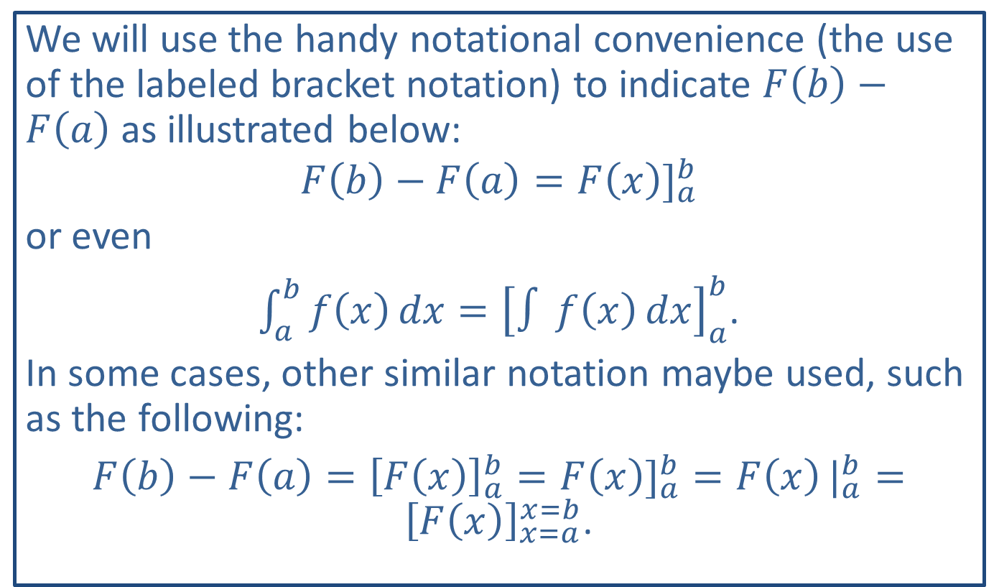 We will use the handy notational convenience (the use
of the labeled bracket notation) to indicate $F(b) -$
$F(a)$ as illustrated below:
$F(b) - F(a) = F(x)]_a^b$
or even
$\int_a^b f(x)\,dx = \left[\int f(x)\,dx\right]_a^b.$
In some cases, other similar notation maybe used, such
as the following:
$F(b) - F(a) = [F(x)]_a^b = F(x)]_a^b = F(x)\,|_a^b =$
$[F(x)]_{x=a}^{x=b}.$